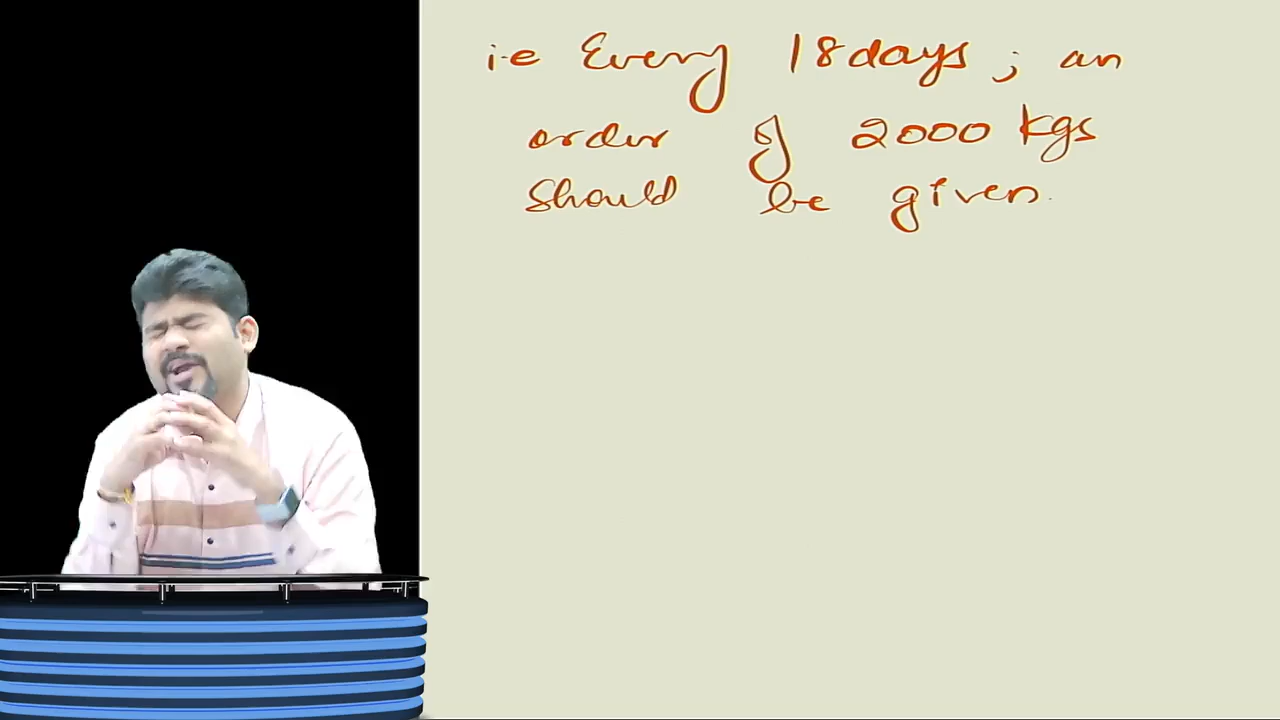 i.e Every 18days ; an
order of 2000 kgs
should be given.